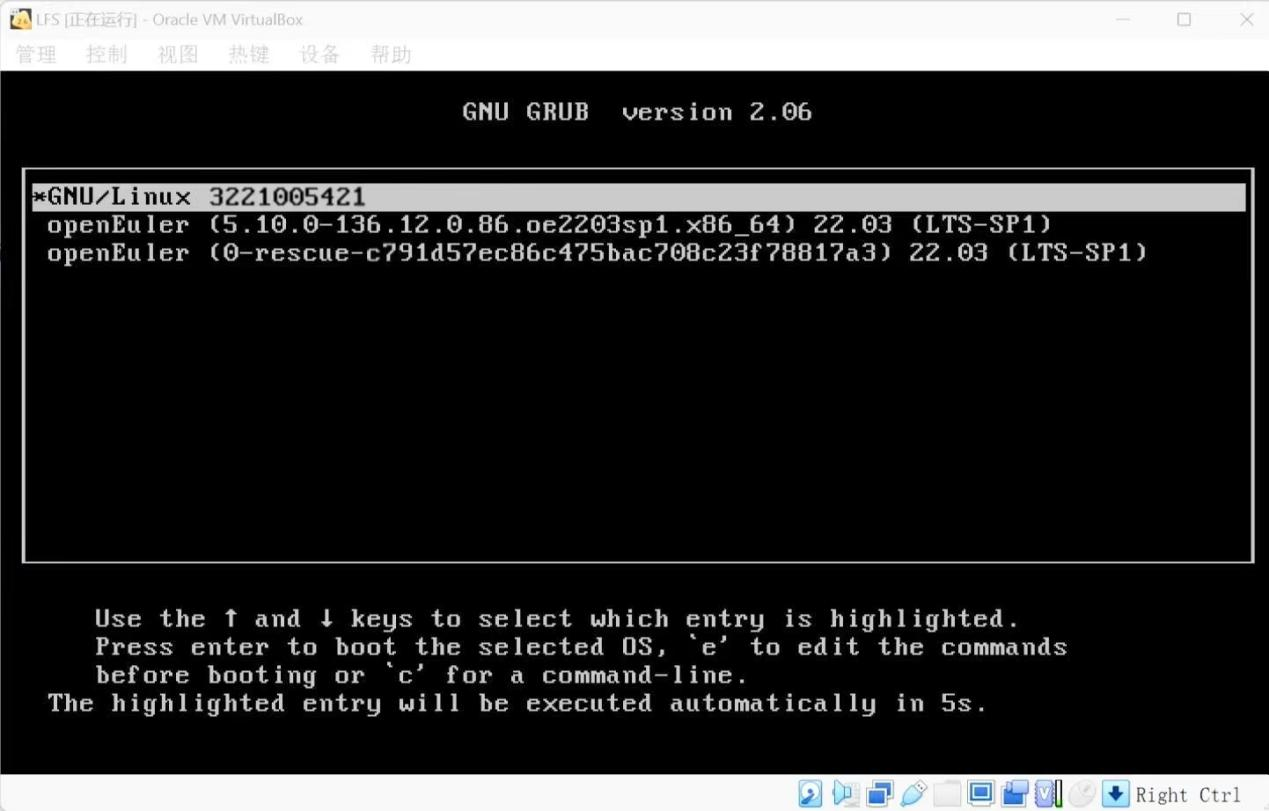 LFS [正在运行] - Oracle VM VirtualBox
管理 控制 视图 热键 设备 帮助
GNU GRUB version 2.06
*GNU/Linux 3221005421
openEuler (5.10.0-136.12.0.86.oe2203sp1.x86_64) 22.03 (LTS-SP1)
openEuler (0-rescue-c791d57ec86c475bac708c23f78817a3) 22.03 (LTS-SP1)
Use the ↑ and ↓ keys to select which entry is highlighted.
Press enter to boot the selected OS, `e' to edit the commands
before booting or `c' for a command-line.
The highlighted entry will be executed automatically in 5s.
Right Ctrl